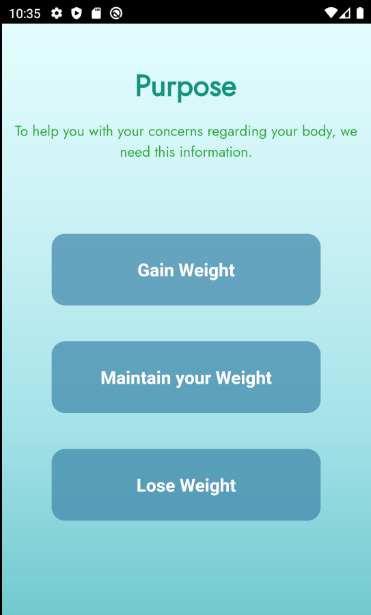 10:35
Purpose
To help you with your concerns regarding your body, we
need this information.
Gain Weight
Maintain your Weight
Lose Weight